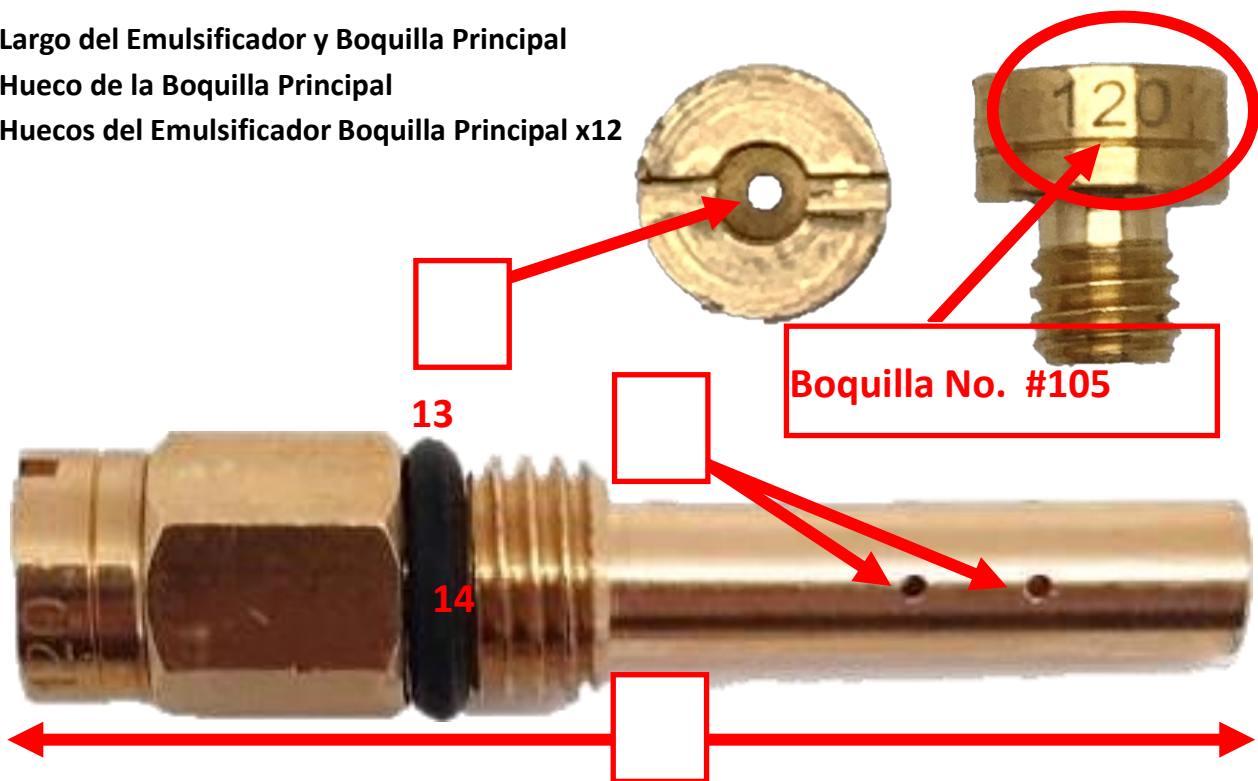 Largo del Emulsificador y Boquilla Principal
Hueco de la Boquilla Principal
Huecos del Emulsificador Boquilla Principal x12
120
Boquilla No. #105
13
14
120